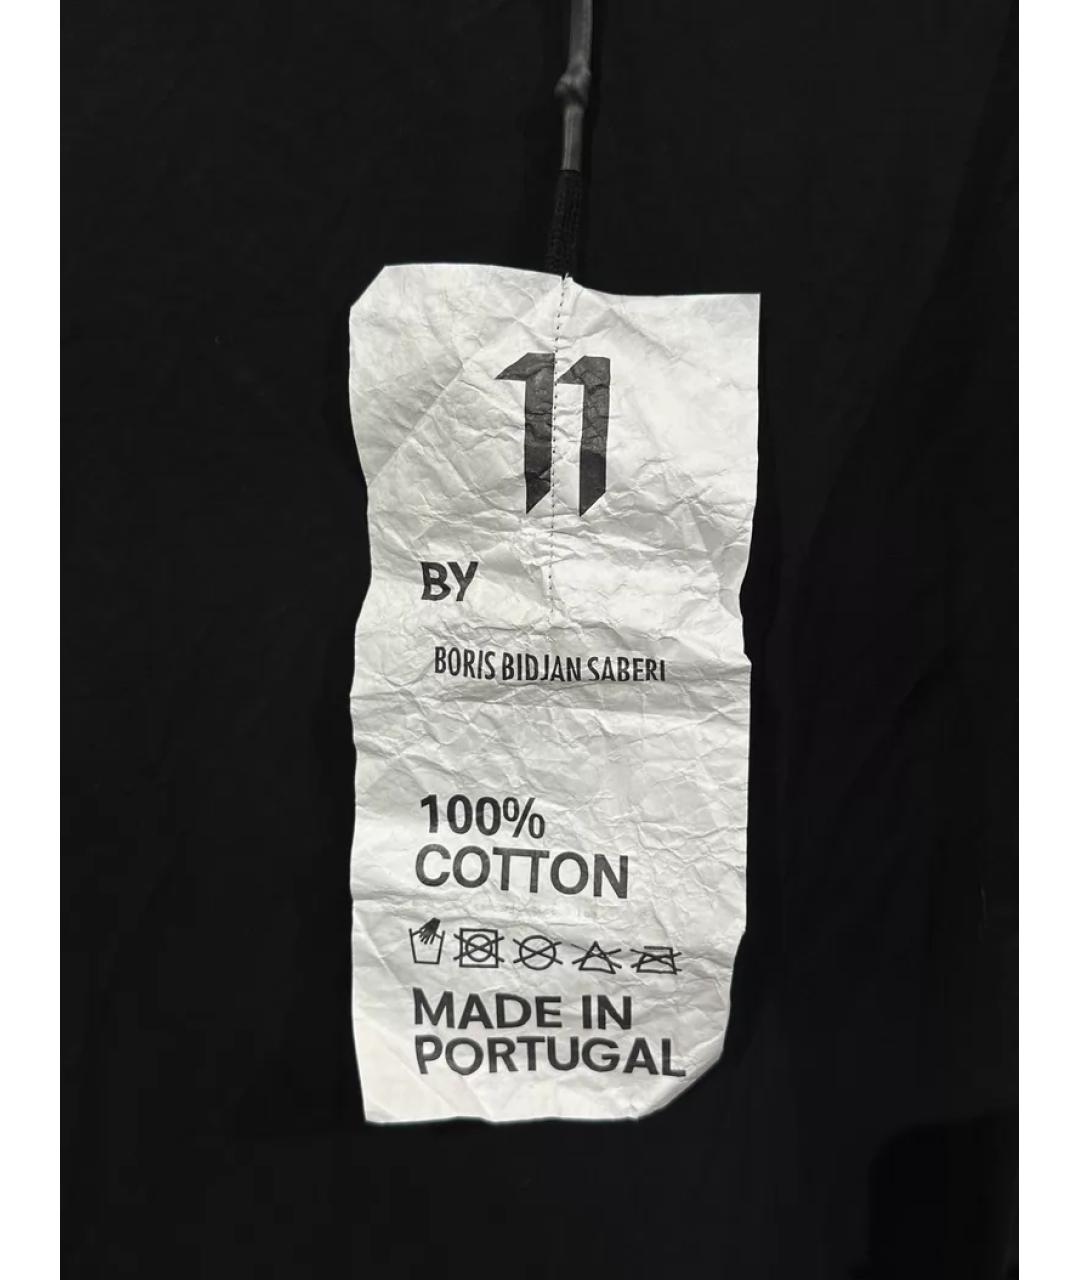 11
BY
BORIS BIDJAN SABERI
100%
COTTON
MADE IN
PORTUGAL